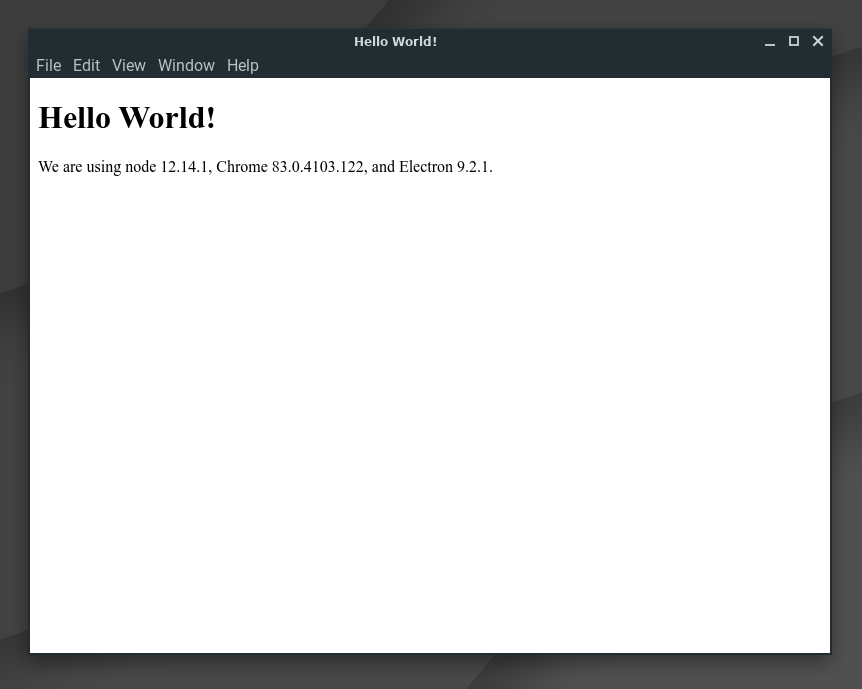 Hello World!
File Edit View Window Help
Hello World!
We are using node 12.14.1, Chrome 83.0.4103.122, and Electron 9.2.1.